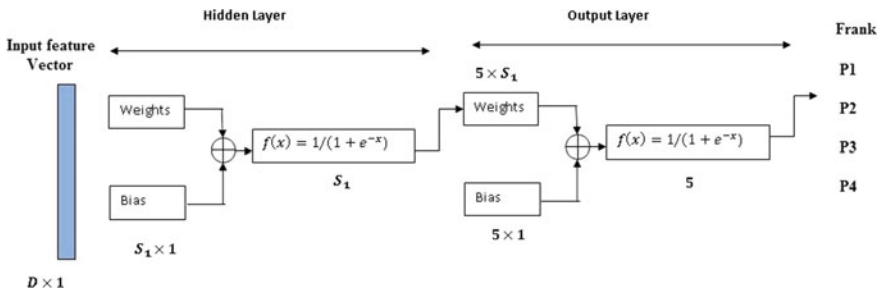 Hidden Layer
Output Layer
Frank
Input feature
Vector
P1
P2
P3
P4
Weights
f(x) = 1/(1 + e^{-x})
S₁
Bias
S₁ × 1
D × 1
5 × S₁
Weights
f(x) = 1/(1 + e^{-x})
5
Bias
5 × 1